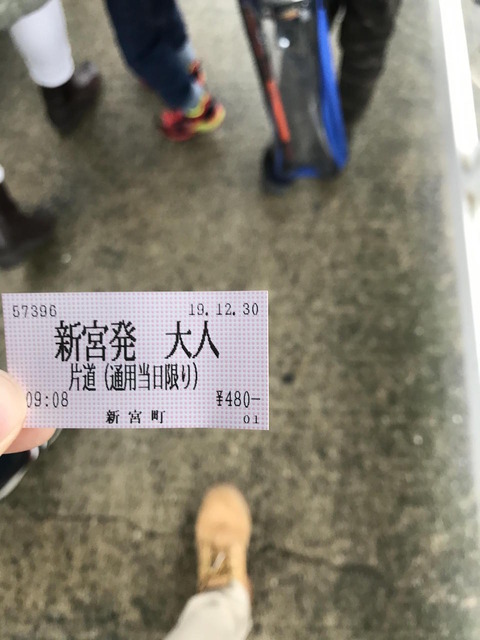 57396 19.12.30
新宮発 大人
片道(通用当日限り)
09:08 ¥480-
新宮町 01